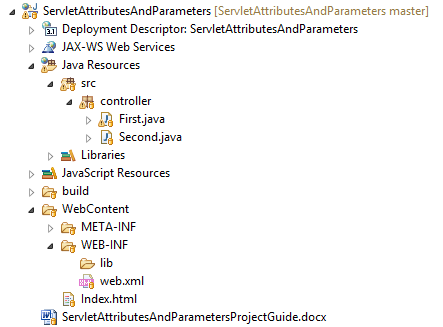 ServletAttributesAndParameters [ServletAttributesAndParameters master]
Deployment Descriptor: ServletAttributesAndParameters
JAX-WS Web Services
Java Resources
src
controller
First.java
Second.java
Libraries
JavaScript Resources
build
WebContent
META-INF
WEB-INF
lib
web.xml
Index.html
ServletAttributesAndParametersProjectGuide.docx